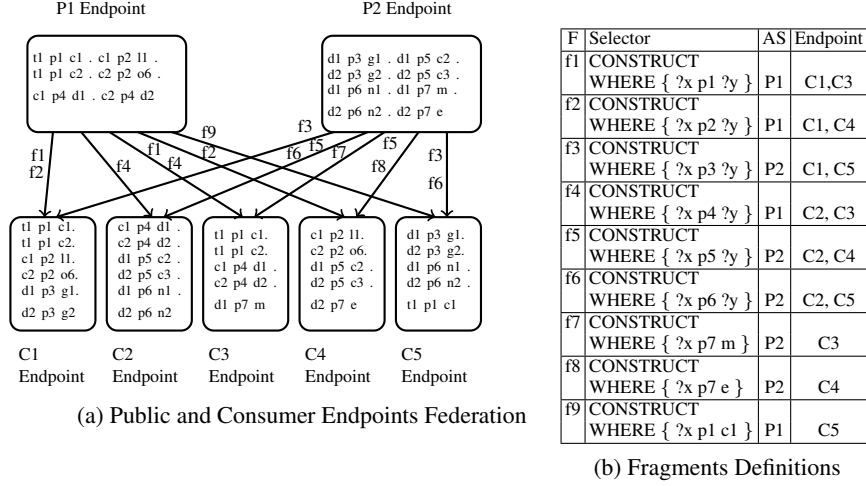 P1 Endpoint
P2 Endpoint
t1 p1 c1 . c1 p2 l1 .
t1 p1 c2 . c2 p2 o6 .
c1 p4 d1 . c2 p4 d2
d1 p3 g1 . d1 p5 c2 .
d2 p3 g2 . d2 p5 c3 .
d1 p6 n1 . d1 p7 m .
d2 p6 n2 . d2 p7 e
f1
f2
f4
f1
f4
f2
f9
f3
f6
f5
f7
f5
f8
f3
f6
t1 p1 c1.
t1 p1 c2.
c1 p2 l1.
c2 p2 o6.
d1 p3 g1.
d2 p3 g2
c1 p4 d1 .
c2 p4 d2 .
d1 p5 c2 .
d2 p5 c3 .
d1 p6 n1 .
d2 p6 n2
t1 p1 c1.
t1 p1 c2.
c1 p4 d1 .
c2 p4 d2 .
d1 p7 m
c1 p2 l1.
c2 p2 o6.
d1 p5 c2 .
d2 p5 c3 .
d2 p7 e
d1 p3 g1.
d2 p3 g2.
d1 p6 n1 .
d2 p6 n2 .
t1 p1 c1
C1
Endpoint
C2
Endpoint
C3
Endpoint
C4
Endpoint
C5
Endpoint
(a) Public and Consumer Endpoints Federation
F Selector AS Endpoint
f1 CONSTRUCT
WHERE { ?x p1 ?y } P1 C1,C3
f2 CONSTRUCT
WHERE { ?x p2 ?y } P1 C1, C4
f3 CONSTRUCT
WHERE { ?x p3 ?y } P2 C1, C5
f4 CONSTRUCT
WHERE { ?x p4 ?y } P1 C2, C3
f5 CONSTRUCT
WHERE { ?x p5 ?y } P2 C2, C4
f6 CONSTRUCT
WHERE { ?x p6 ?y } P2 C2, C5
f7 CONSTRUCT
WHERE { ?x p7 m } P2 C3
f8 CONSTRUCT
WHERE { ?x p7 e } P2 C4
f9 CONSTRUCT
WHERE { ?x p1 c1 } P1 C5
(b) Fragments Definitions